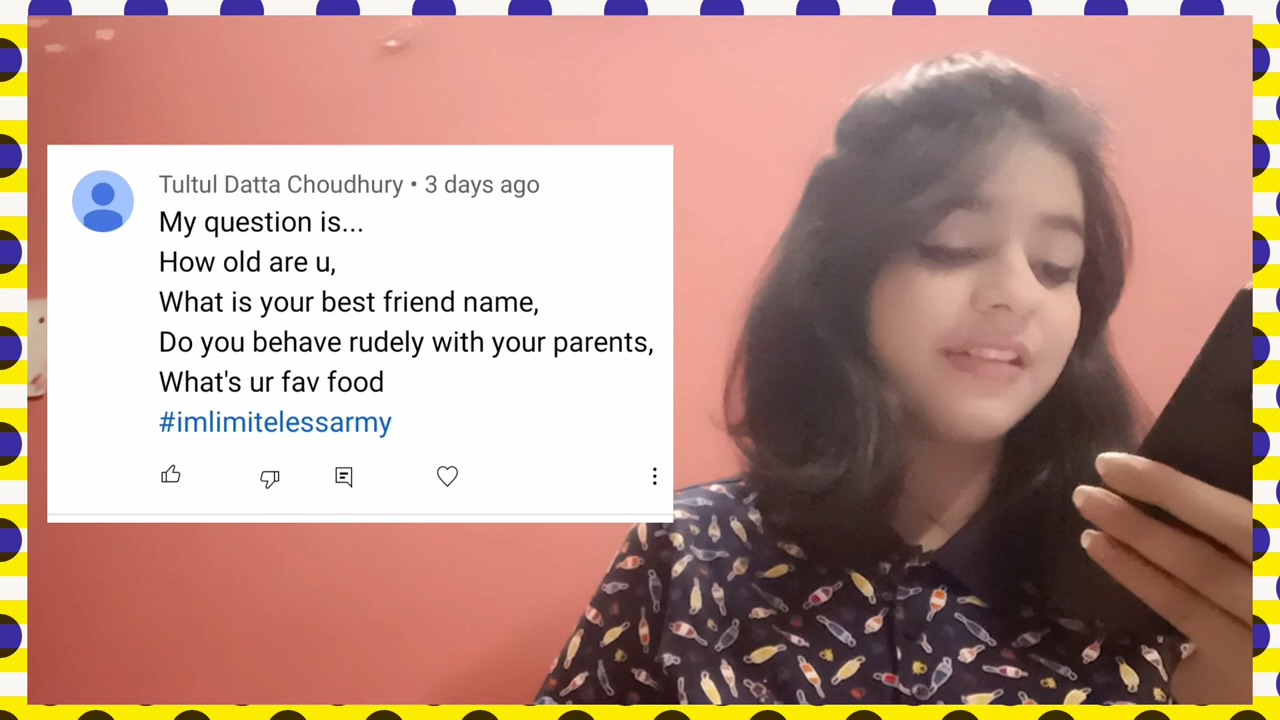 Tultul Datta Choudhury • 3 days ago
My question is...
How old are u,
What is your best friend name,
Do you behave rudely with your parents,
What's ur fav food
#imlimitelessarmy